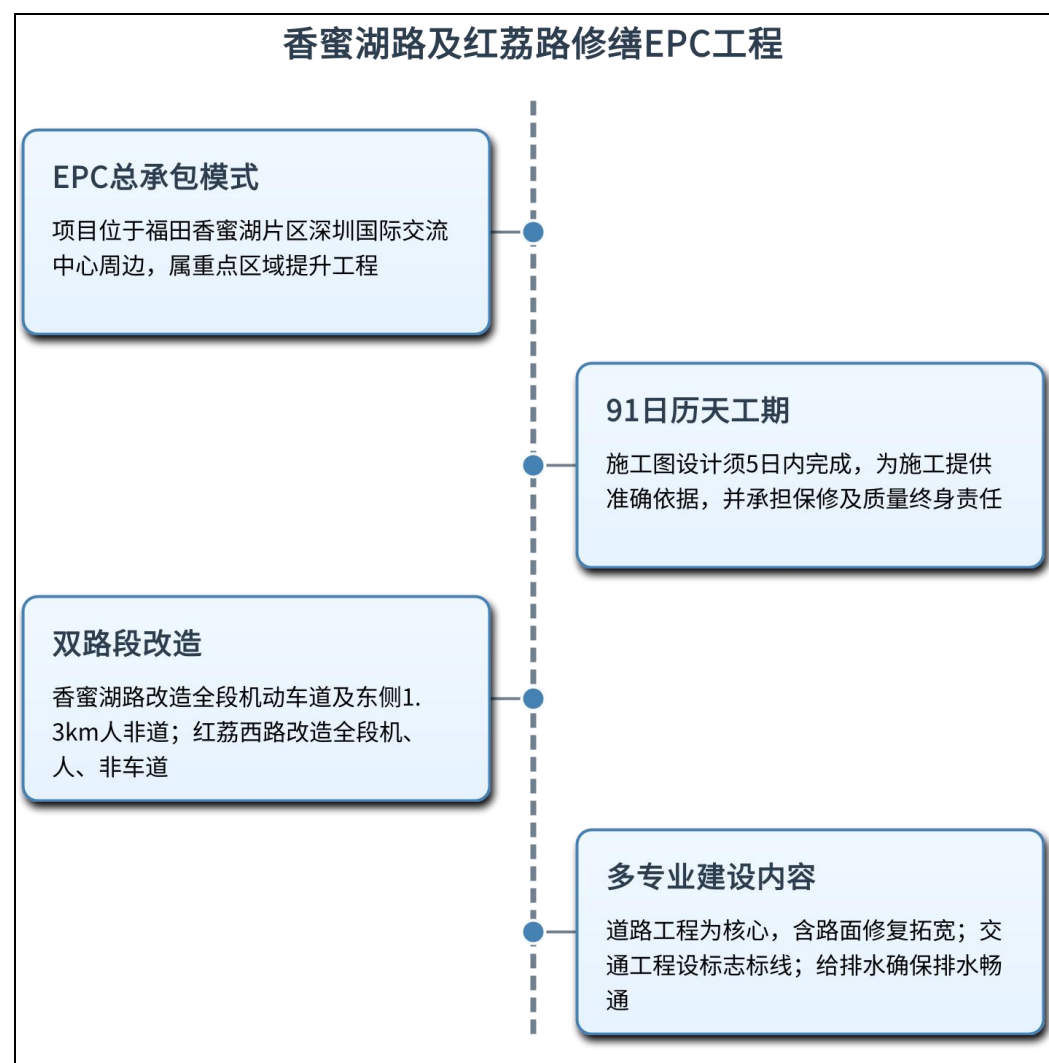 香蜜湖路及红荔路修缮EPC工程
EPC总承包模式
项目位于福田香蜜湖片区深圳国际交流
中心周边，属重点区域提升工程
91日历天工期
施工图设计须5日内完成，为施工提供
准确依据，并承担保修及质量终身责任
双路段改造
香蜜湖路改造全段机动车道及东侧1.
3km人非道；红荔西路改造全段机、
人、非车道
多专业建设内容
道路工程为核心，含路面修复拓宽；交
通工程设标志标线；给排水确保排水畅
通